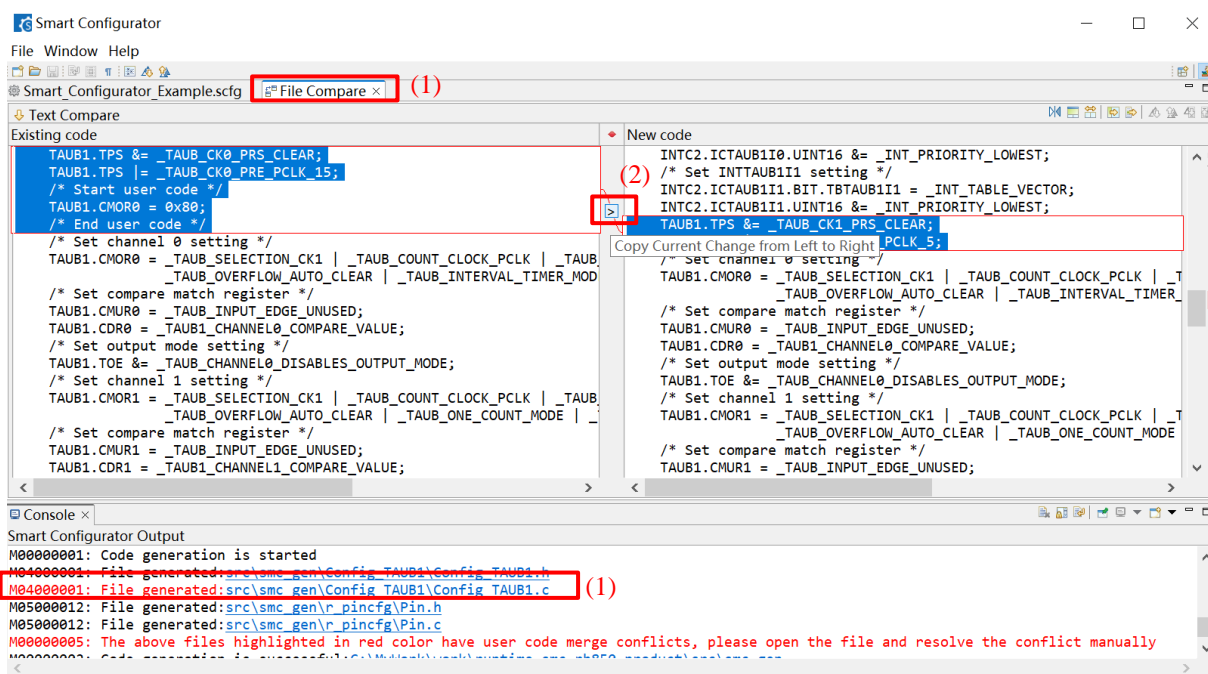 Smart Configurator
File Window Help
Smart_Configurator_Example.scfg
File Compare
(1)
Text Compare
Existing code
New code
TAUB1.TPS &= _TAUB_CK0_PRS_CLEAR;
TAUB1.TPS |= _TAUB_CK0_PRE_PCLK_15;
/* Start user code */
TAUB1.CMOR0 = 0x80;
/* End user code */
/* Set channel 0 setting */
TAUB1.CMOR0 = _TAUB_SELECTION_CK1 | _TAUB_COUNT_CLOCK_PCLK | _TAUB
_TAUB_OVERFLOW_AUTO_CLEAR | _TAUB_INTERVAL_TIMER_MOD
/* Set compare match register */
TAUB1.CMUR0 = _TAUB_INPUT_EDGE_UNUSED;
TAUB1.CDR0 = _TAUB1_CHANNEL0_COMPARE_VALUE;
/* Set output mode setting */
TAUB1.TOE &= _TAUB_CHANNEL0_DISABLES_OUTPUT_MODE;
/* Set channel 1 setting */
TAUB1.CMOR1 = _TAUB_SELECTION_CK1 | _TAUB_COUNT_CLOCK_PCLK | _TAUB
_TAUB_OVERFLOW_AUTO_CLEAR | _TAUB_ONE_COUNT_MODE | _
/* Set compare match register */
TAUB1.CMUR1 = _TAUB_INPUT_EDGE_UNUSED;
TAUB1.CDR1 = _TAUB1_CHANNEL1_COMPARE_VALUE;
(2)
>
Copy Current Change from Left to Right
INTC2.ICTAUB1I0.UINT16 &= _INT_PRIORITY_LOWEST;
/* Set INTTAUB1I1 setting */
INTC2.ICTAUB1I1.BIT.TBTAUB1I1 = _INT_TABLE_VECTOR;
INTC2.ICTAUB1I1.UINT16 &= _INT_PRIORITY_LOWEST;
TAUB1.TPS &= _TAUB_CK1_PRS_CLEAR;
_PCLK_5;
/* Set channel 0 setting */
TAUB1.CMOR0 = _TAUB_SELECTION_CK1 | _TAUB_COUNT_CLOCK_PCLK | _T
_TAUB_OVERFLOW_AUTO_CLEAR | _TAUB_INTERVAL_TIMER_
/* Set compare match register */
TAUB1.CMUR0 = _TAUB_INPUT_EDGE_UNUSED;
TAUB1.CDR0 = _TAUB1_CHANNEL0_COMPARE_VALUE;
/* Set output mode setting */
TAUB1.TOE &= _TAUB_CHANNEL0_DISABLES_OUTPUT_MODE;
/* Set channel 1 setting */
TAUB1.CMOR1 = _TAUB_SELECTION_CK1 | _TAUB_COUNT_CLOCK_PCLK | _T
_TAUB_OVERFLOW_AUTO_CLEAR | _TAUB_ONE_COUNT_MODE
/* Set compare match register */
TAUB1.CMUR1 = _TAUB_INPUT_EDGE_UNUSED;
Console
Smart Configurator Output
M00000001: Code generation is started
M04000001: File generated:src\smc_gen\Config_TAUB1\Config_TAUB1.h
M04000001: File generated:src\smc_gen\Config_TAUB1\Config_TAUB1.c
(1)
M05000012: File generated:src\smc_gen\r_pincfg\Pin.h
M05000012: File generated:src\smc_gen\r_pincfg\Pin.c
M00000005: The above files highlighted in red color have user code merge conflicts, please open the file and resolve the conflict manually